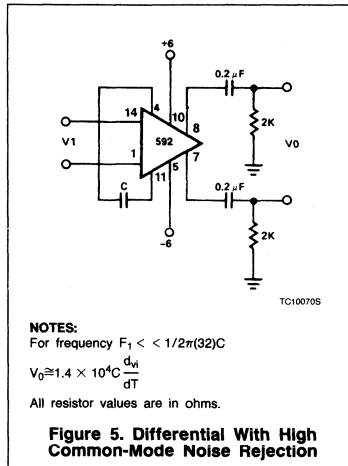 +6
0.2 µF
4
10
14
8
2K
V1
592
V0
1
7
5
11
0.2 µF
C
2K
-6
TC10070S
NOTES:
For frequency F₁ < < 1/2π(32)C
V₀≅1.4 × 10⁴C dvi/dT
All resistor values are in ohms.
Figure 5. Differential With High
Common-Mode Noise Rejection